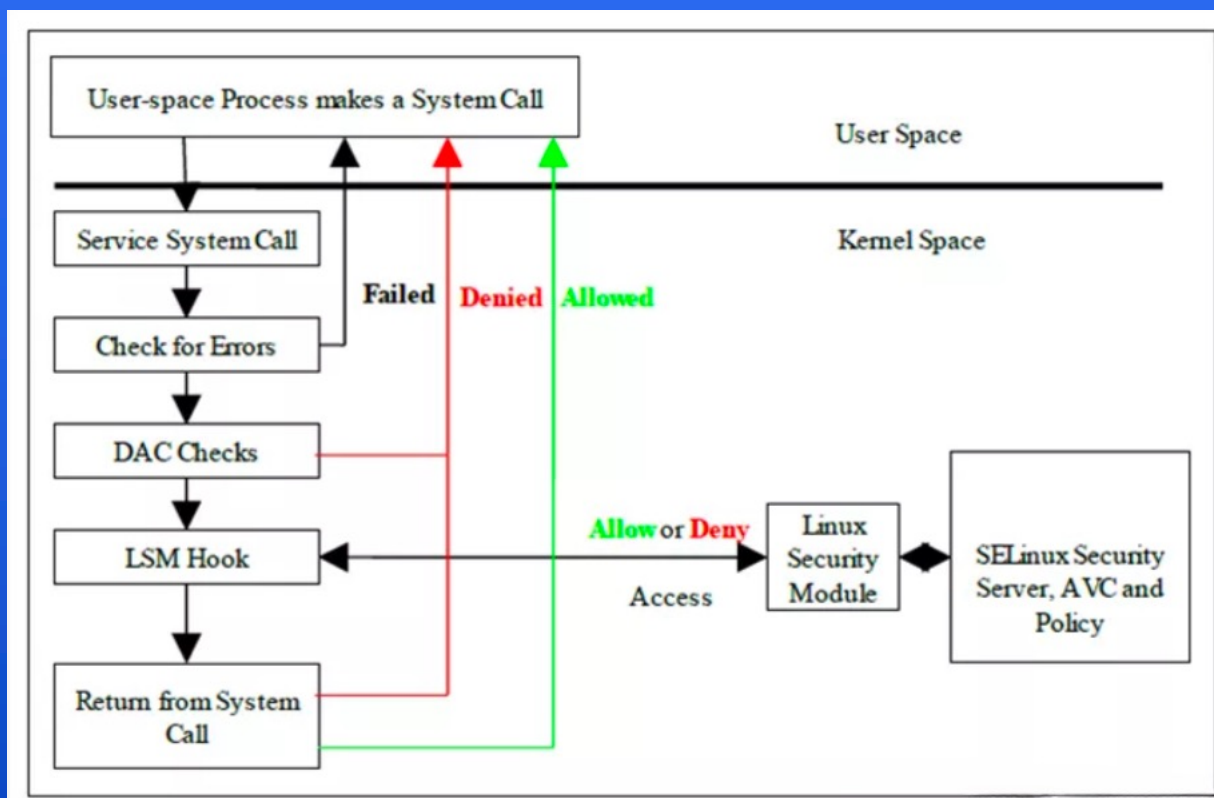 User-space Process makes a System Call
User Space
Service System Call
Kernel Space
Failed
Denied
Allowed
Check for Errors
DAC Checks
LSM Hook
Allow or Deny
Access
Linux
Security
Module
SELinux Security
Server, AVC and
Policy
Return from System
Call